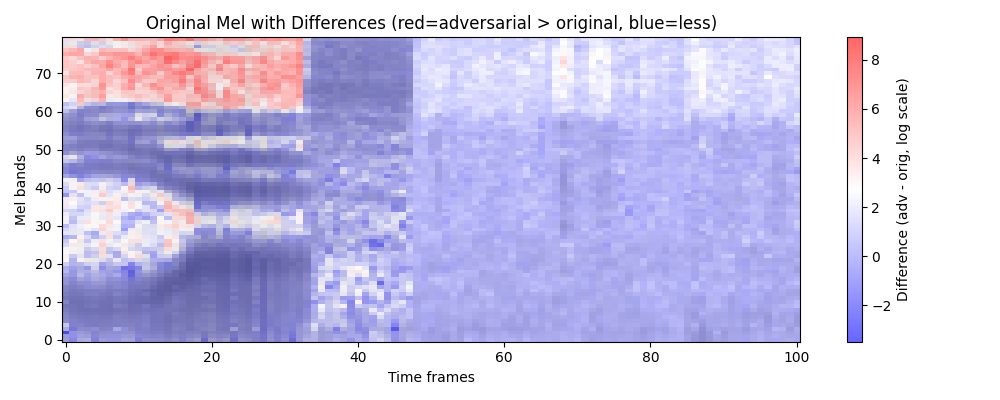 Original Mel with Differences (red=adversarial > original, blue=less)
Mel bands
70
60
50
40
30
20
10
0
0 20 40 60 80 100
Time frames
8
6
4
2
0
−2
Difference (adv - orig, log scale)